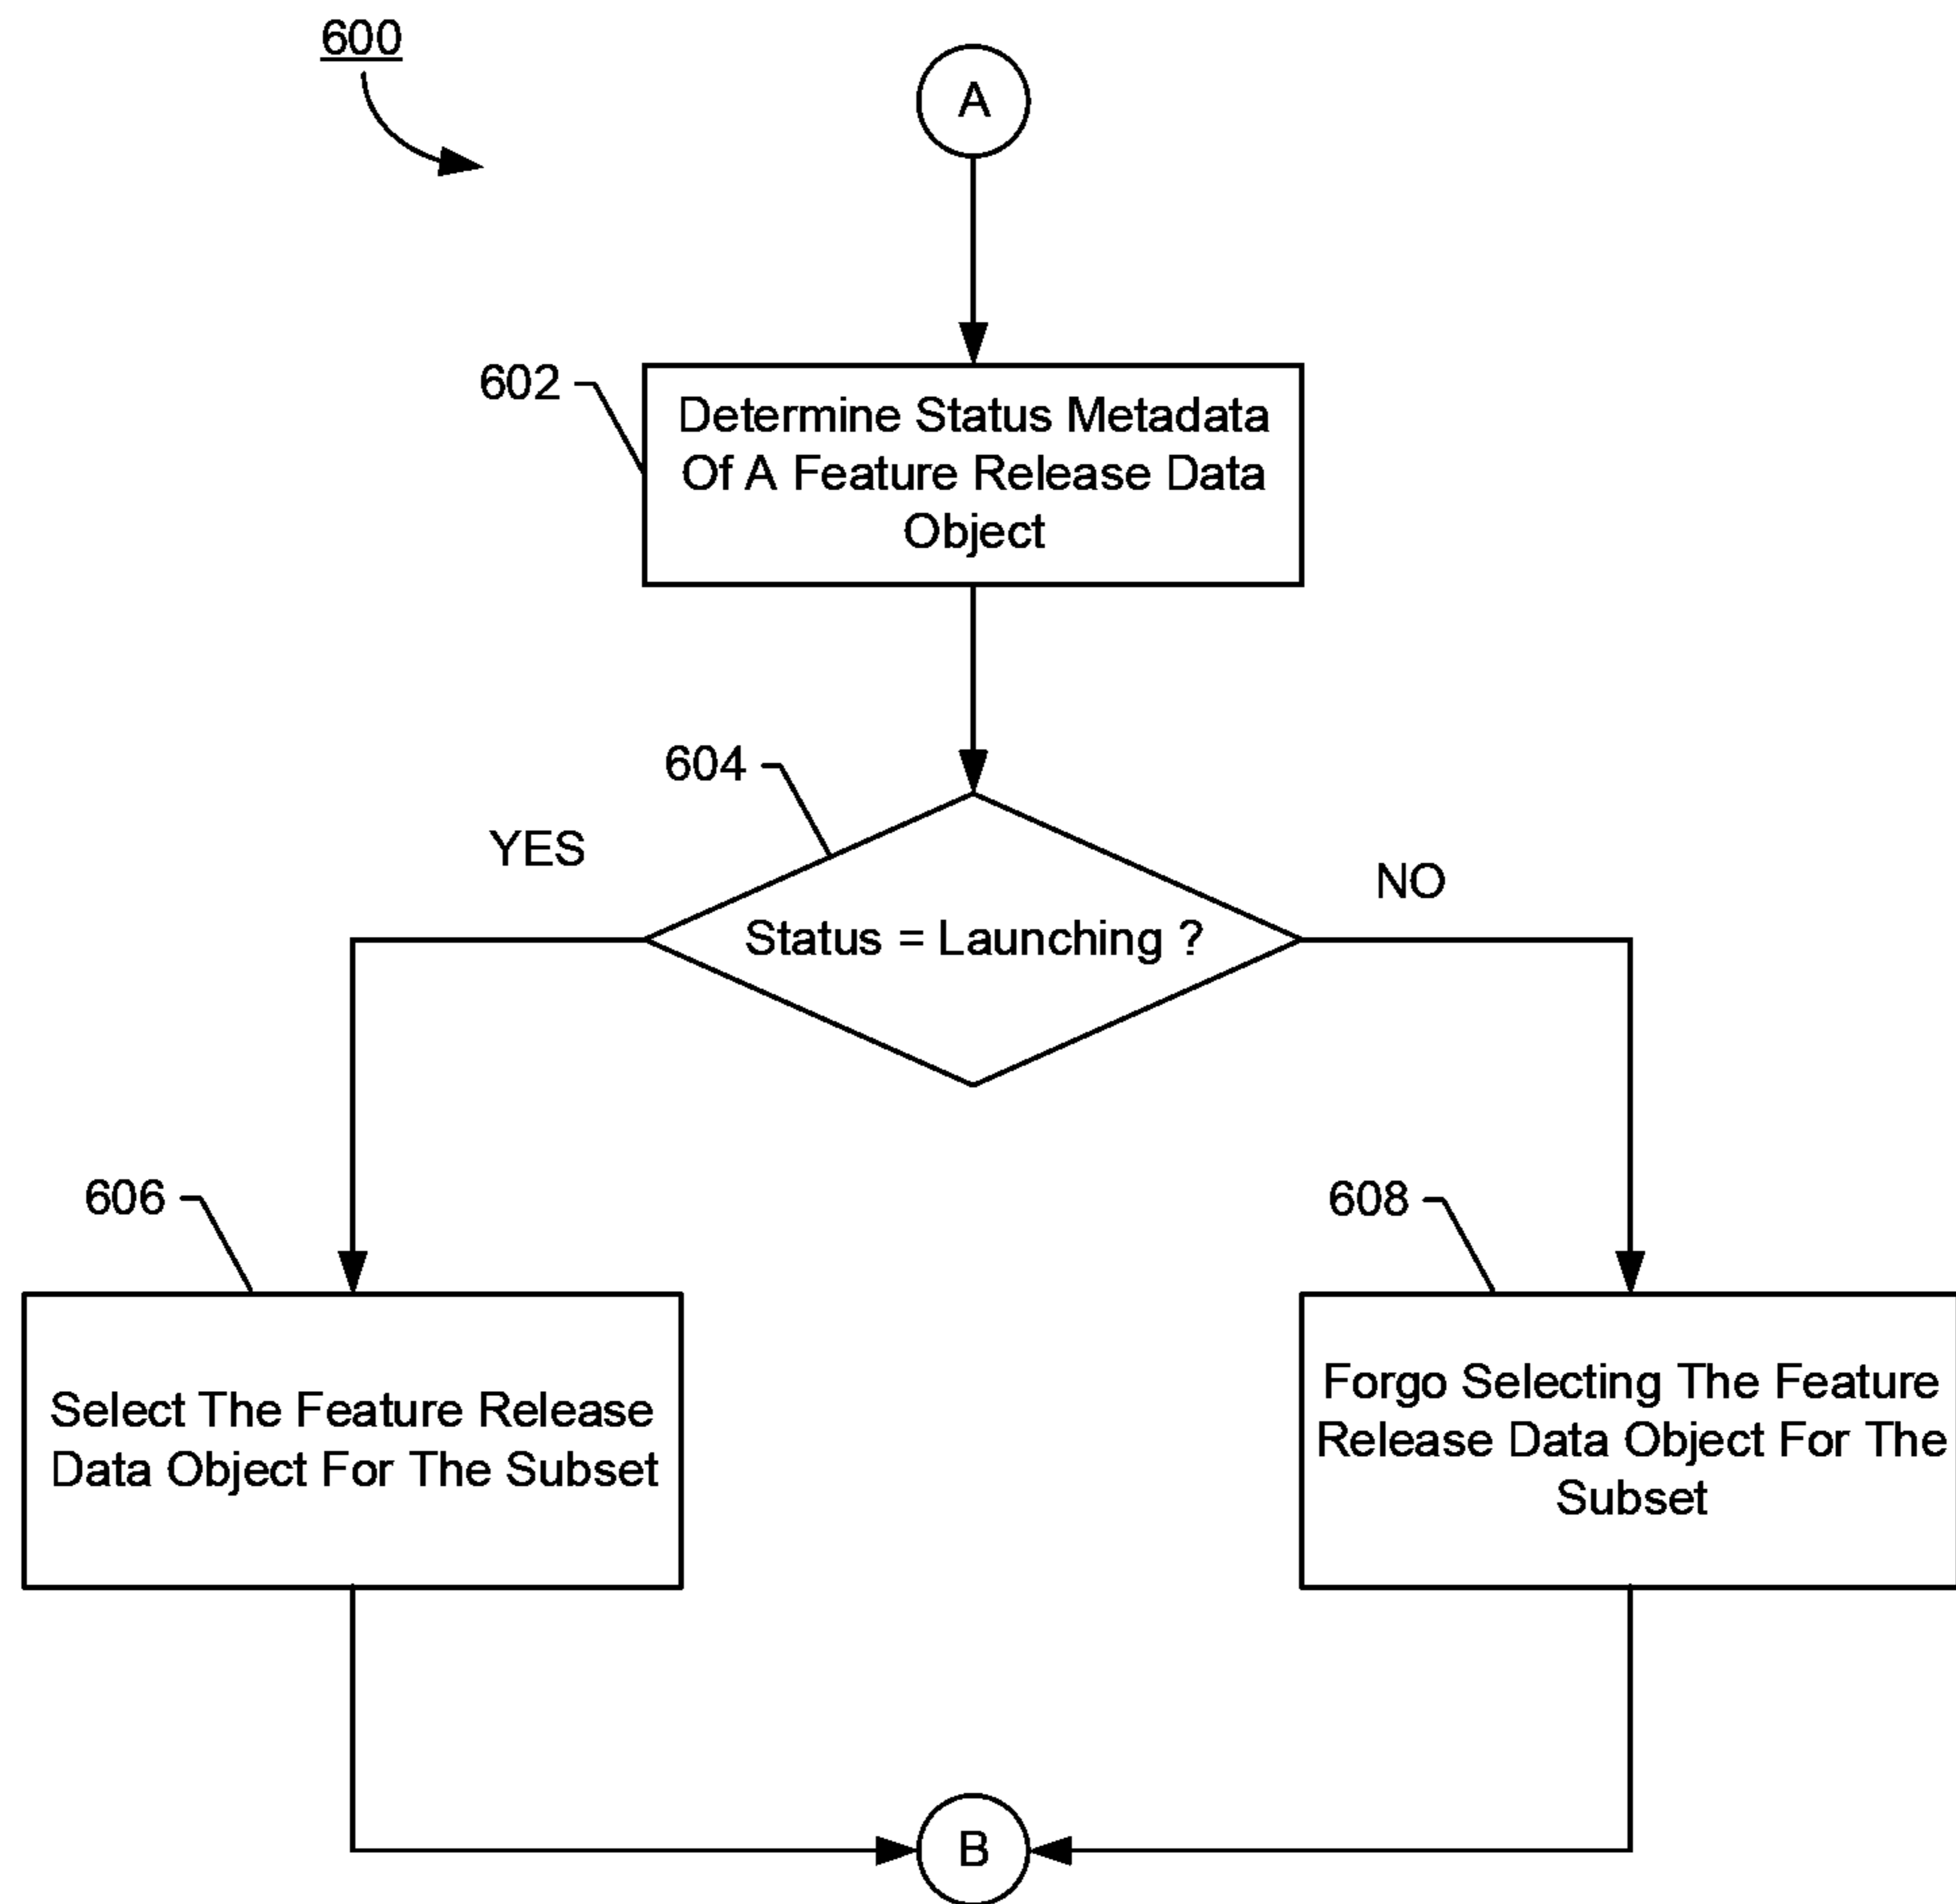 600
A
602
Determine Status Metadata
Of A Feature Release Data
Object
604
YES
NO
Status = Launching ?
606
608
Select The Feature Release
Data Object For The Subset
Forgo Selecting The Feature
Release Data Object For The
Subset
B